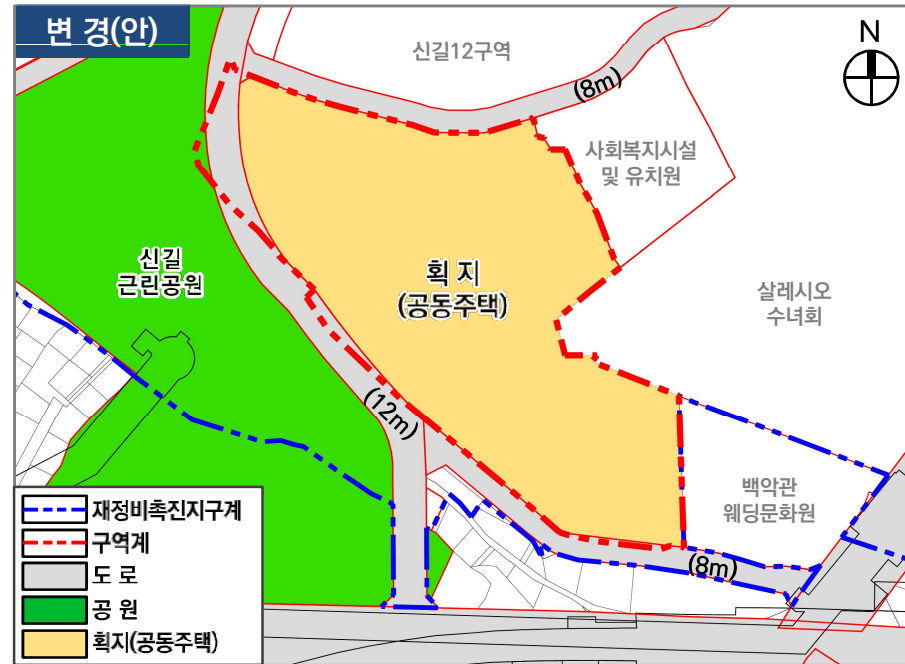 변 경(안)
신길12구역
N
(8m)
사회복지시설
및 유치원
신길
근린공원
획 지
(공동주택)
살레시오
수녀회
(12m)
백악관
웨딩문화원
(8m)
재정비촉진지구계
구역계
도 로
공 원
획지(공동주택)